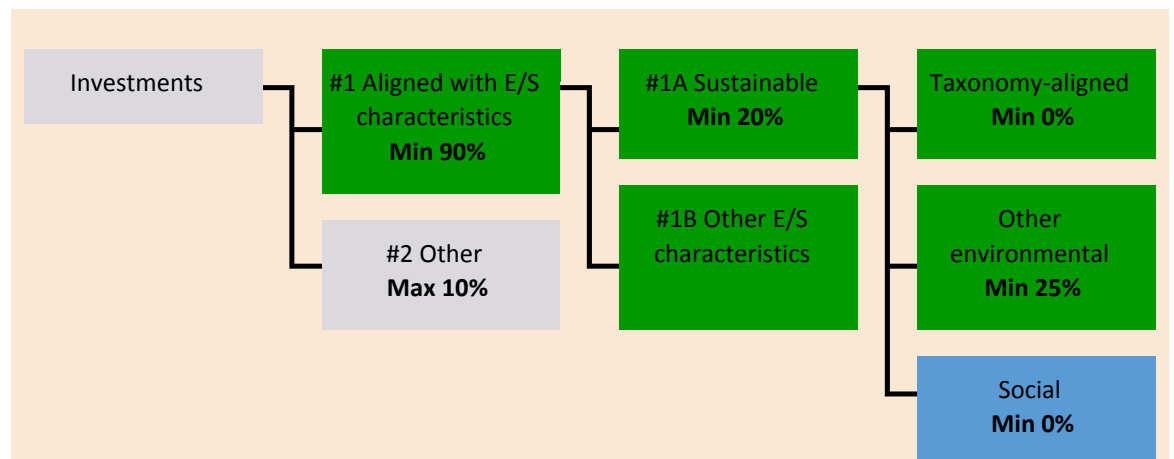 Investments
#1 Aligned with E/S
characteristics
Min 90%
#2 Other
Max 10%
#1A Sustainable
Min 20%
#1B Other E/S
characteristics
Taxonomy-aligned
Min 0%
Other
environmental
Min 25%
Social
Min 0%